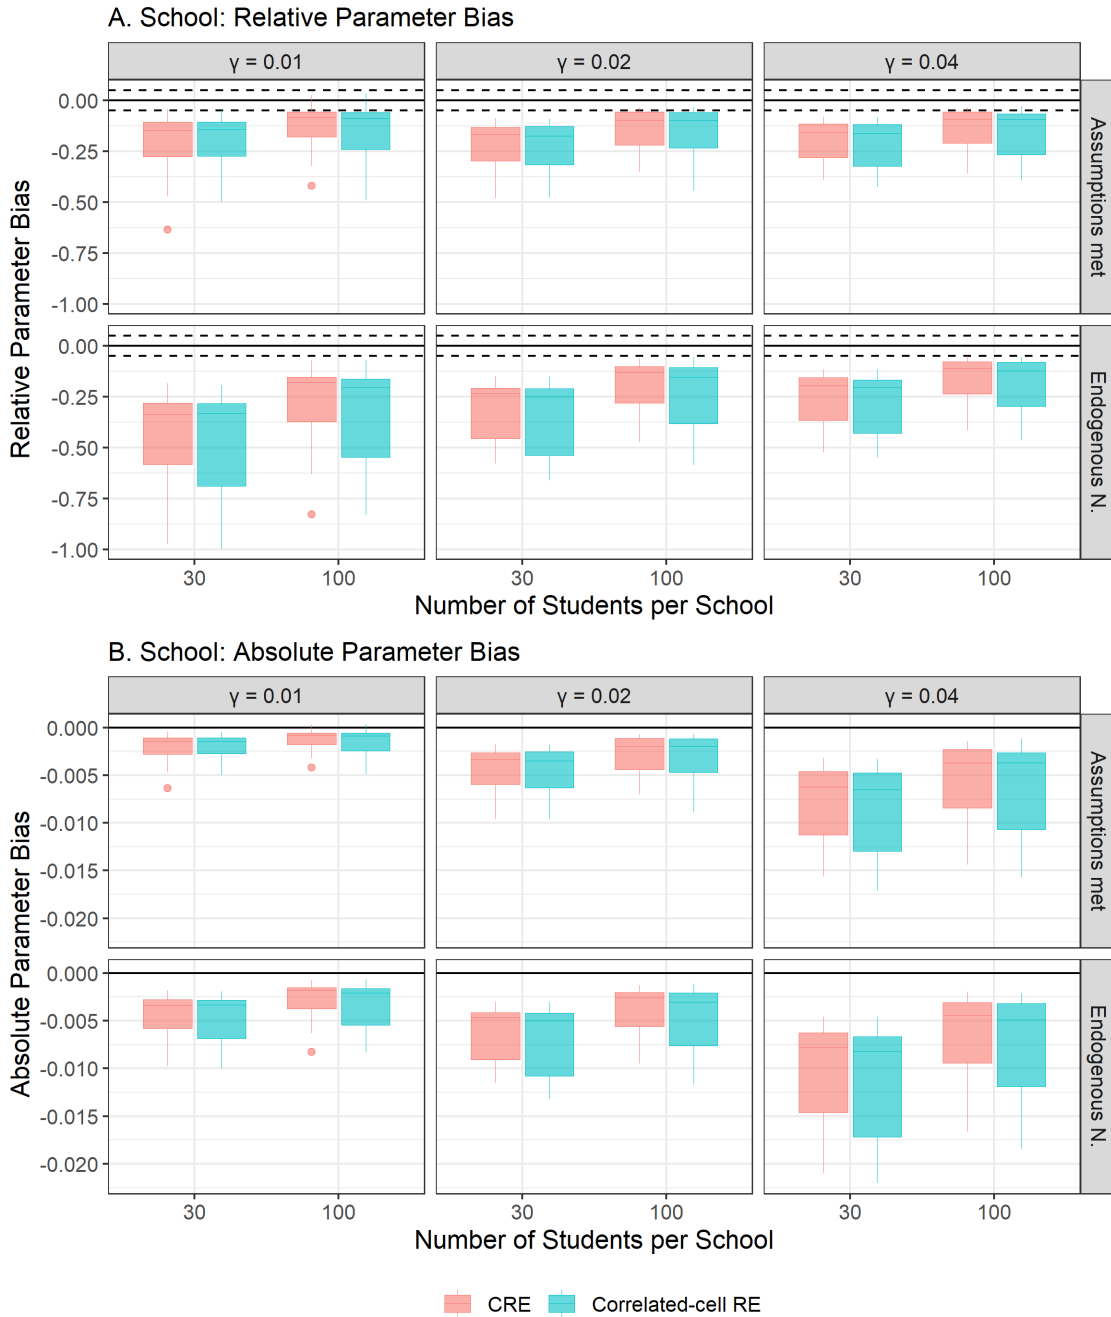 A. School: Relative Parameter Bias
γ = 0.01 γ = 0.02 γ = 0.04
0.00
-0.25
-0.50
-0.75
-1.00
Assumptions met
0.00
-0.25
-0.50
-0.75
-1.00
Endogenous N.
Relative Parameter Bias
30 100 30 100 30 100
Number of Students per School
B. School: Absolute Parameter Bias
γ = 0.01 γ = 0.02 γ = 0.04
0.000
-0.005
-0.010
-0.015
-0.020
Assumptions met
0.000
-0.005
-0.010
-0.015
-0.020
Endogenous N.
Absolute Parameter Bias
30 100 30 100 30 100
Number of Students per School
CRE Correlated-cell RE